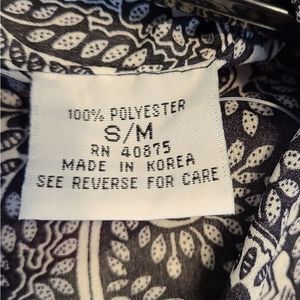 100% POLYESTER
S/M
RN 40875
MADE IN KOREA
SEE REVERSE FOR CARE